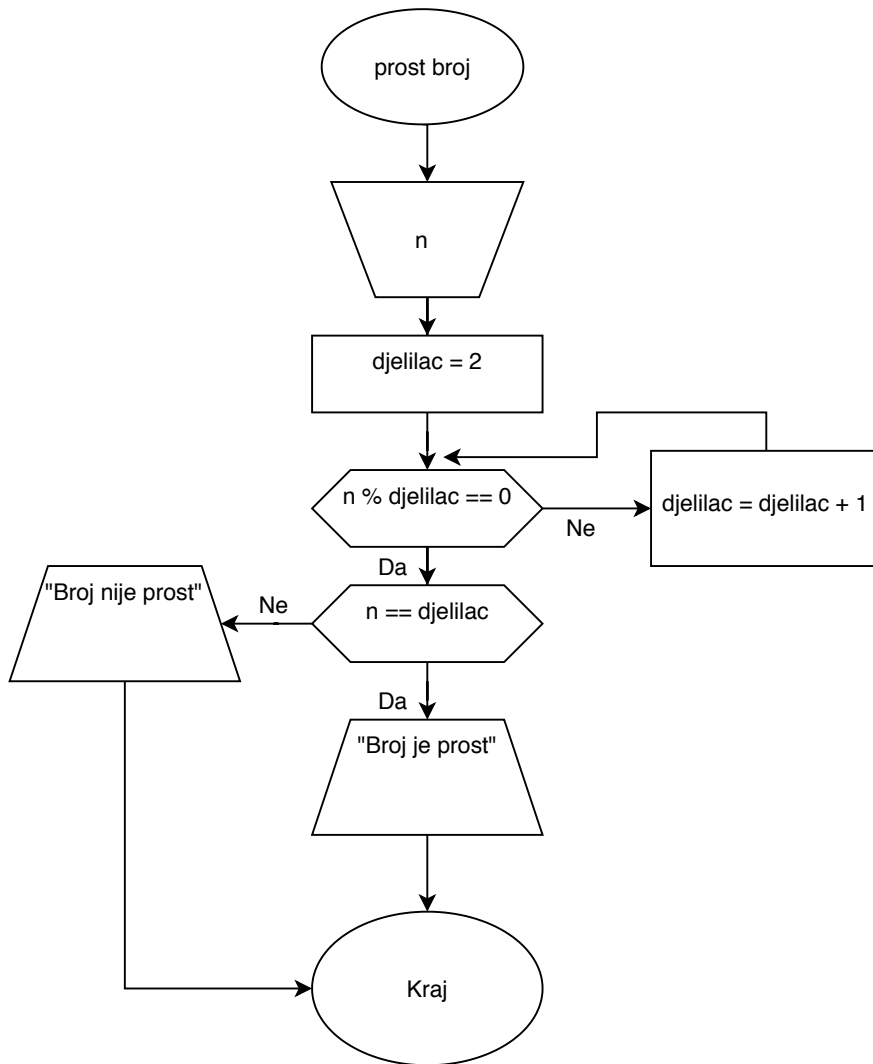 prost broj
n
djelilac = 2
n % djelilac == 0
Ne
djelilac = djelilac + 1
Da
n == djelilac
Ne
"Broj nije prost"
Da
"Broj je prost"
Kraj